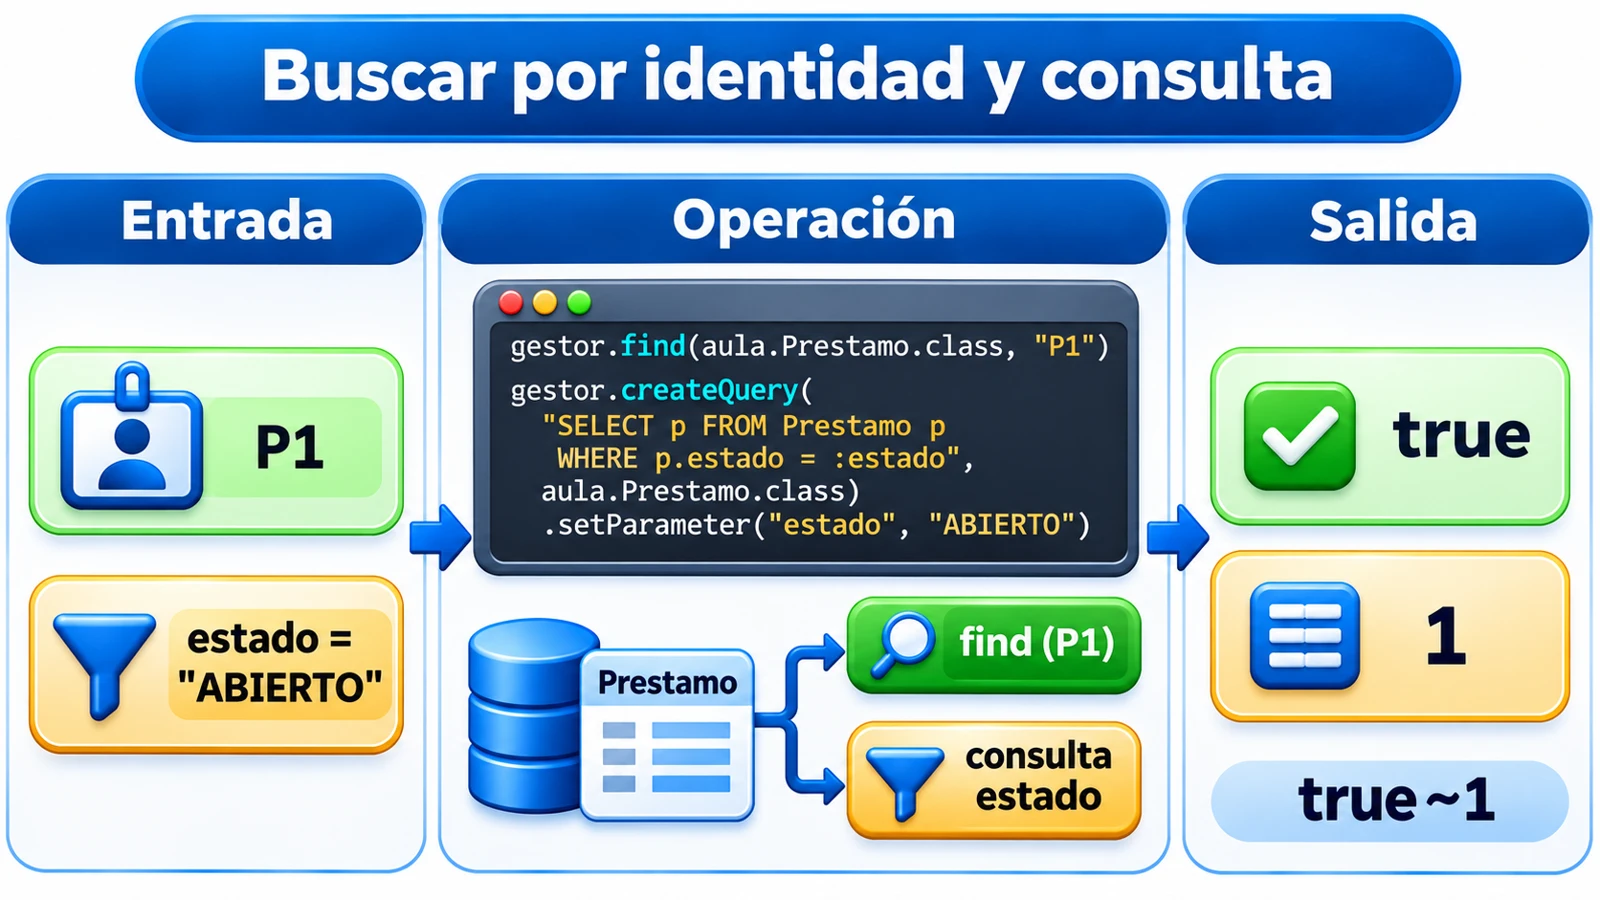 Buscar por identidad y consulta
Entrada
P1
estado =
"ABIERTO"
Operación
gestor.find(aula.Prestamo.class, "P1")
gestor.createQuery(
"SELECT p FROM Prestamo p
WHERE p.estado = :estado",
aula.Prestamo.class)
.setParameter("estado", "ABIERTO")
Prestamo
find (P1)
consulta
estado
Salida
true
1
true~1